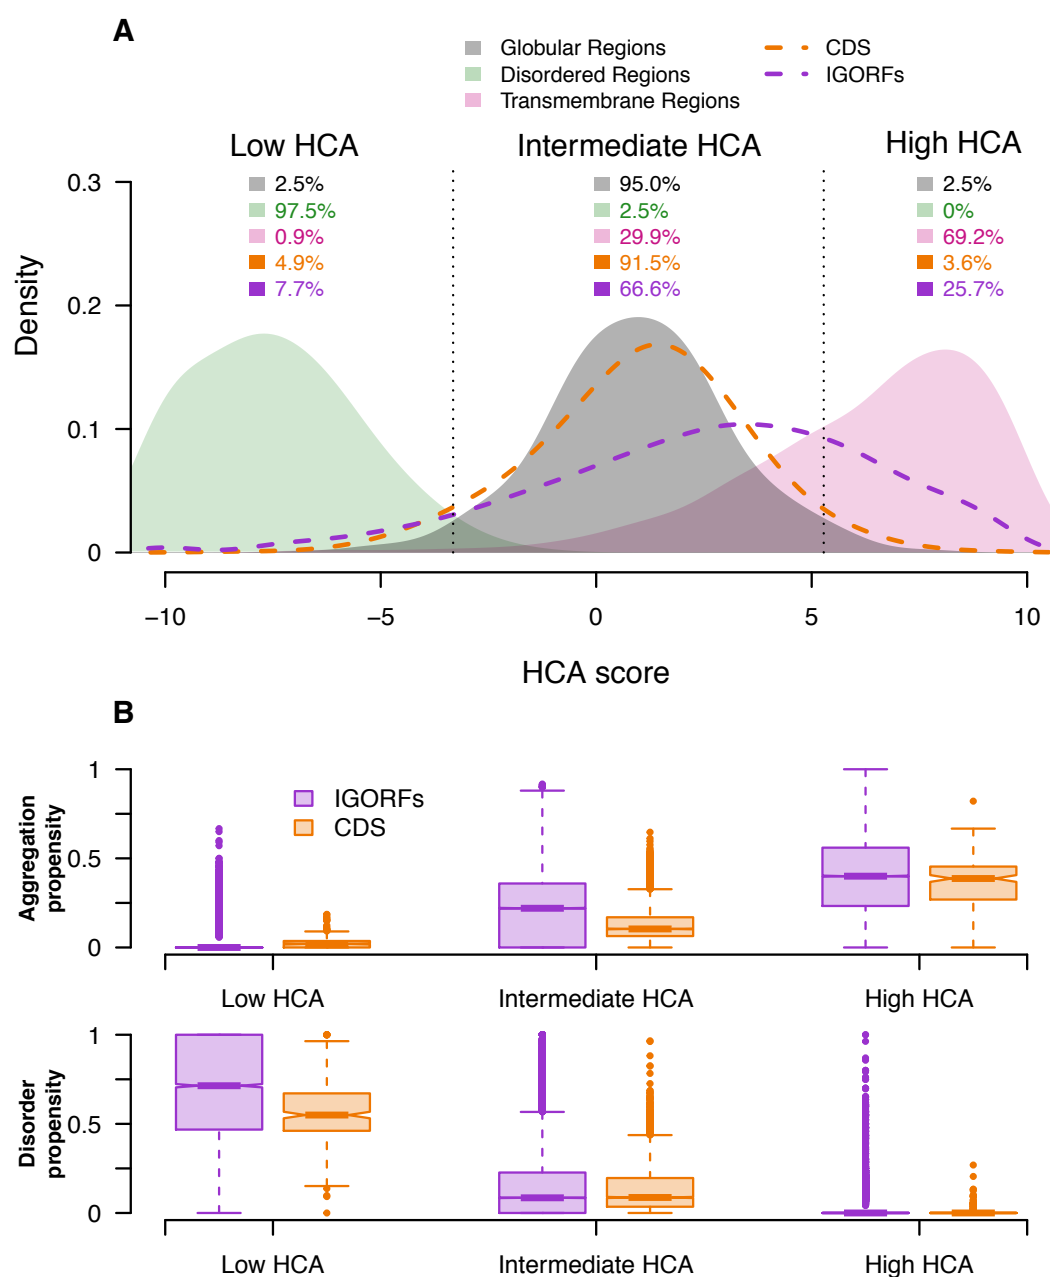 A
Globular Regions
Disordered Regions
Transmembrane Regions
CDS
IGORFs
Low HCA
Intermediate HCA
High HCA
2.5%
97.5%
0.9%
4.9%
7.7%
95.0%
2.5%
29.9%
91.5%
66.6%
2.5%
0%
69.2%
3.6%
25.7%
Density
0.3
0.2
0.1
0
−10
−5
0
5
10
HCA score
B
Aggregation
propensity
1
0.5
0
IGORFs
CDS
Low HCA
Intermediate HCA
High HCA
Disorder
propensity
1
0.5
0
Low HCA
Intermediate HCA
High HCA